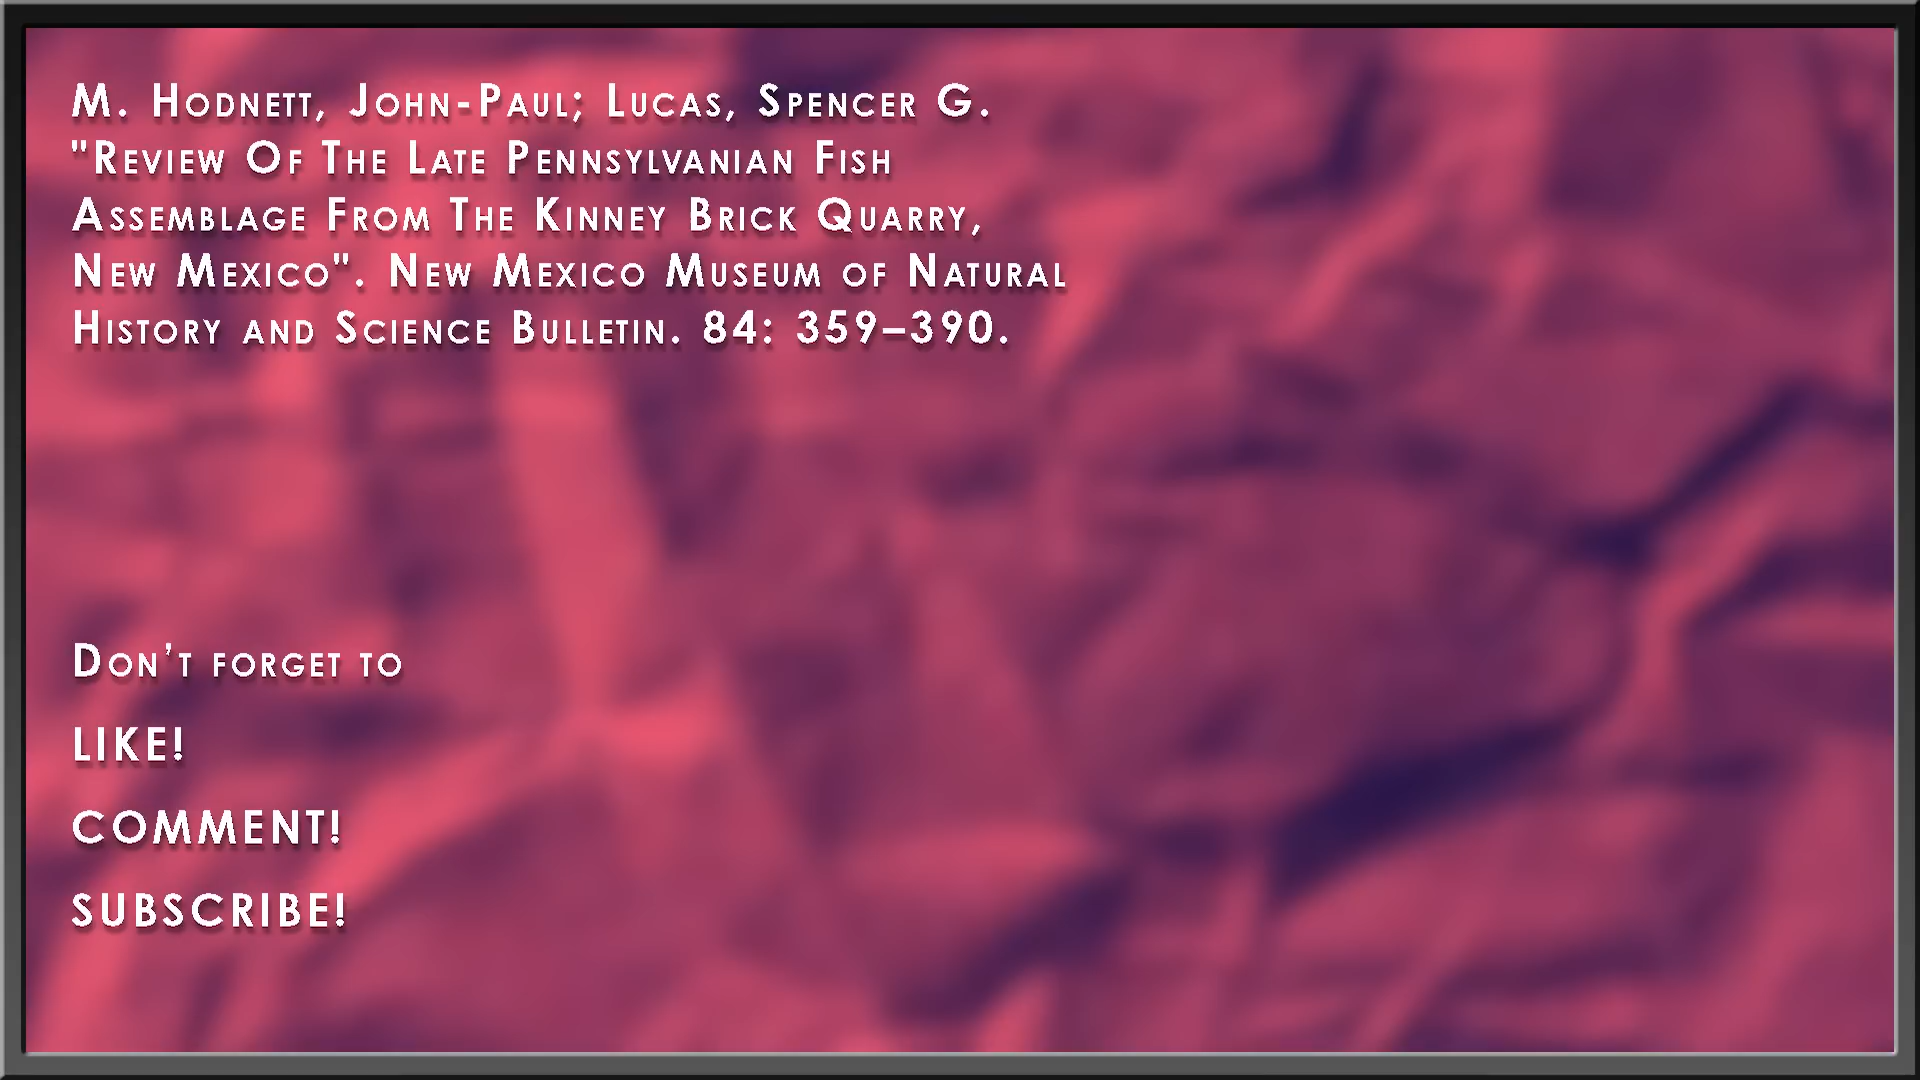 M. Hodnett, John-Paul; Lucas, Spencer G.
"Review Of The Late Pennsylvanian Fish
Assemblage From The Kinney Brick Quarry,
New Mexico". New Mexico Museum of Natural
History and Science Bulletin. 84: 359–390.
Don't forget to
LIKE!
COMMENT!
SUBSCRIBE!